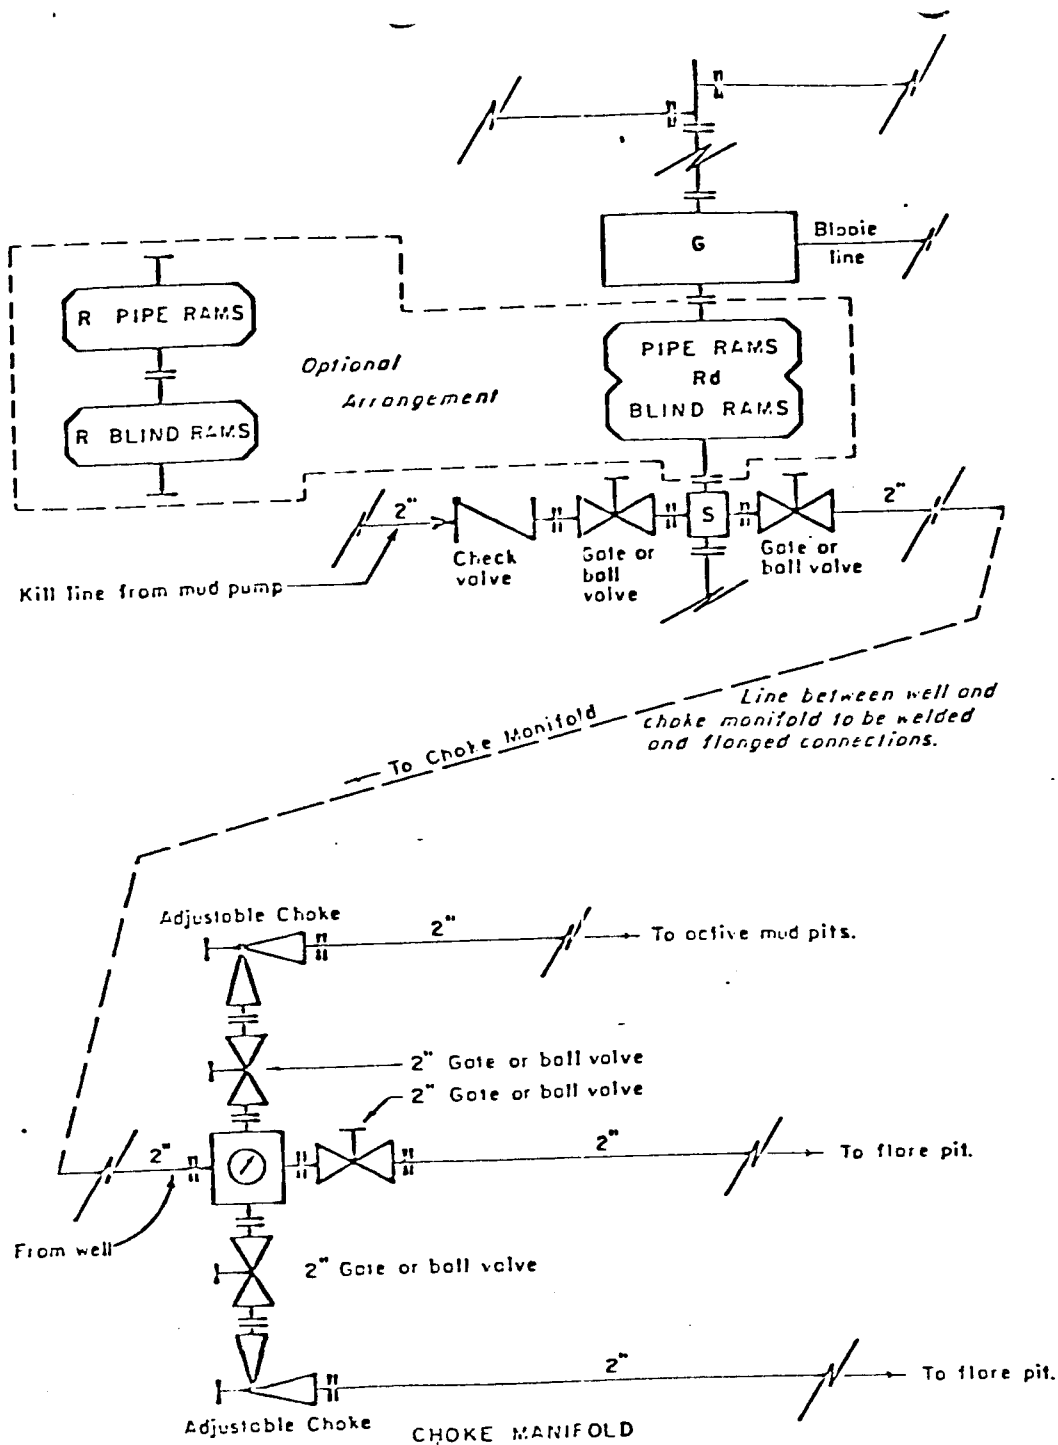 G
Blooie
line
R PIPE RAMS
R BLIND RAMS
Optional
Arrangement
PIPE RAMS
Rd
BLIND RAMS
2"
Check
valve
Kill line from mud pump
Gate or
ball
valve
S
Gate or
ball valve
2"
Line between well and
choke manifold to be welded
and flanged connections.
To Choke Manifold
Adjustable Choke
2"
To active mud pits.
2" Gate or ball valve
2" Gate or ball valve
2"
2"
To flare pit.
From well
2" Gate or ball valve
2"
To flare pit.
Adjustable Choke
CHOKE MANIFOLD